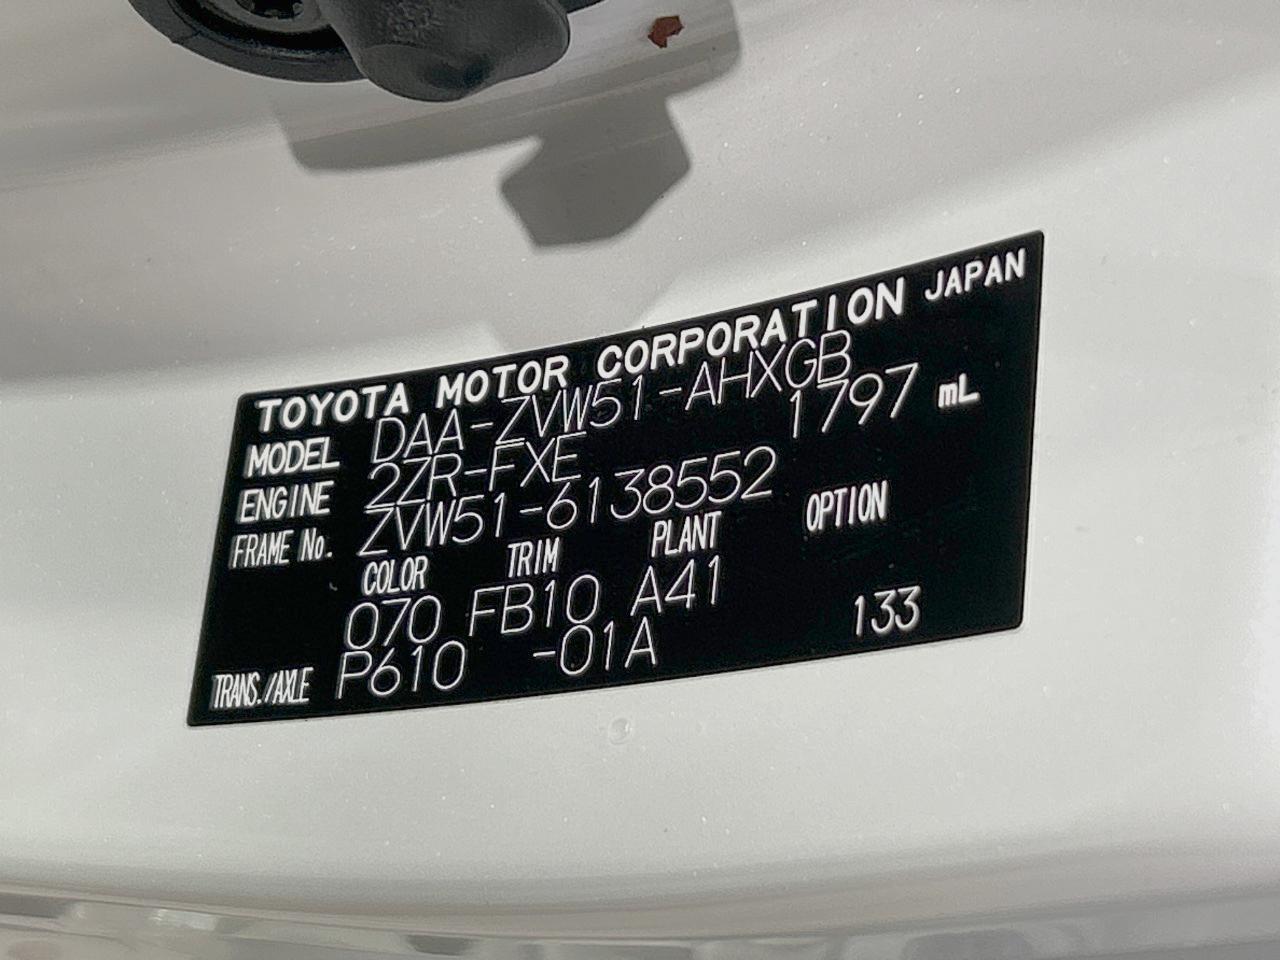 TOYOTA MOTOR CORPORATION JAPAN
MODEL DAA-ZVW51-AHXGB
ENGINE 2ZR-FXE 1797 mL
FRAME No. ZVW51-6138552
COLOR TRIM PLANT OPTION
070 FB10 A41
TRANS./AXLE P610 -01A 133